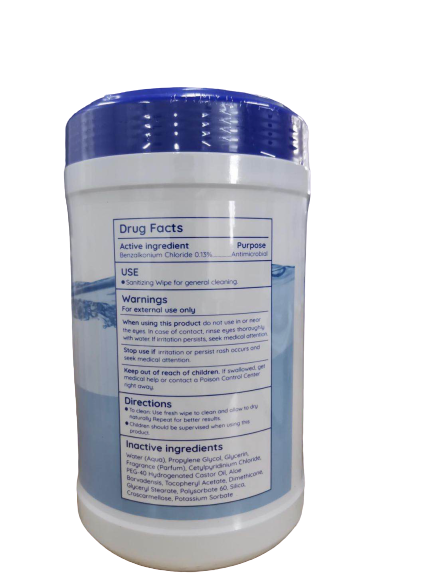 Drug Facts
Active ingredient Purpose
Benzalkonium Chloride 0.13% Antimicrobial
USE
• Sanitizing Wipe for general cleaning.
Warnings
For external use only
When using this product do not use in or near
the eyes. In case of contact, rinse eyes thoroughly
with water. If irritation persists, seek medical attention.
Stop use if irritation or persist rash occurs and
seek medical attention.
Keep out of reach of children. If swallowed, get
medical help or contact a Poison Control Center
right away.
Directions
• To clean: Use fresh wipe to clean and allow to dry
naturally. Repeat for better results.
• Children should be supervised when using this
product.
Inactive ingredients
Water (Aqua), Propylene Glycol, Glycerin,
Fragrance (Parfum), Cetylpyridinium Chloride,
PEG-40 Hydrogenated Castor Oil, Aloe
Barvadensis, Tocopheryl Acetate, Dimethicone,
Glyceryl Stearate, Polysorbate 60, Silica,
Croscarmellose, Potassium Sorbate